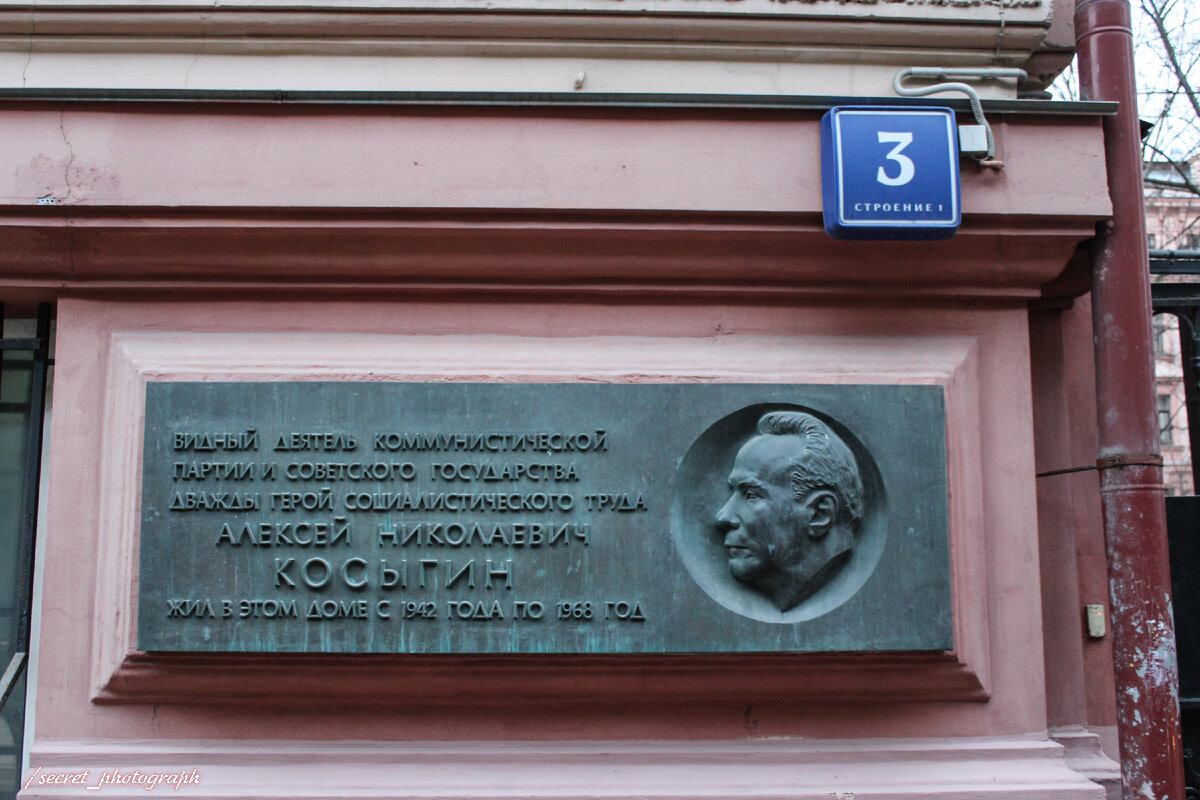 3
СТРОЕНИЕ 1
ВИДНЫЙ ДЕЯТЕЛЬ КОММУНИСТИЧЕСКОЙ
ПАРТИИ И СОВЕТСКОГО ГОСУДАРСТВА
ДВАЖДЫ ГЕРОЙ СОЦИАЛИСТИЧЕСКОГО ТРУДА
АЛЕКСЕЙ НИКОЛАЕВИЧ
КОСЫГИН
ЖИЛ В ЭТОМ ДОМЕ С 1942 ГОДА ПО 1968 ГОД
/secret_photograph